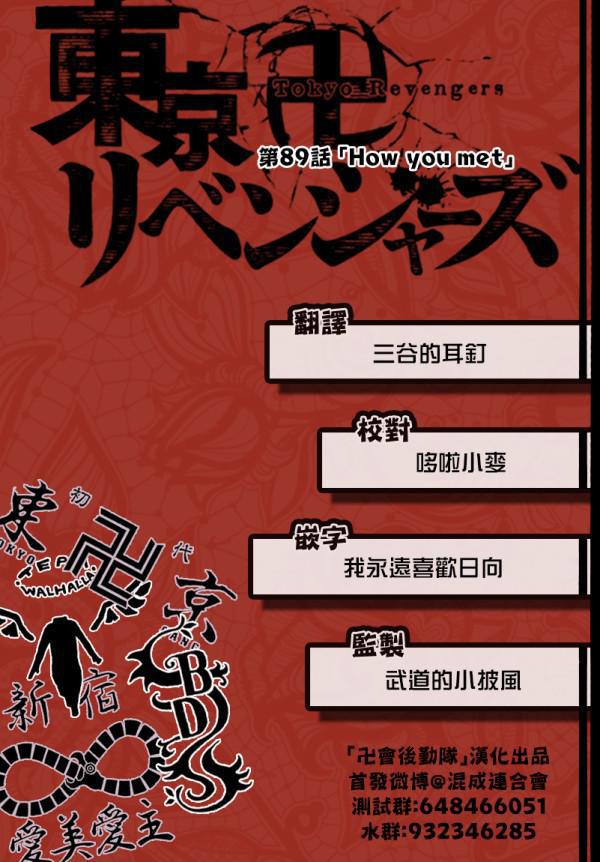 東京卍
Tokyo Revengers
第89話「How you met」
リベンジャーズ
翻譯
三谷的耳釘
校對
哆啦小麥
嵌字
我永遠喜歡日向
監製
武道的小披風
東
初
代
卍
TOKYO
WALHALLA
京
新宿
BD
愛美愛主
「卍會後勤隊」漢化出品
首發微博@混成連合會
測試群:648466051
水群:932346285